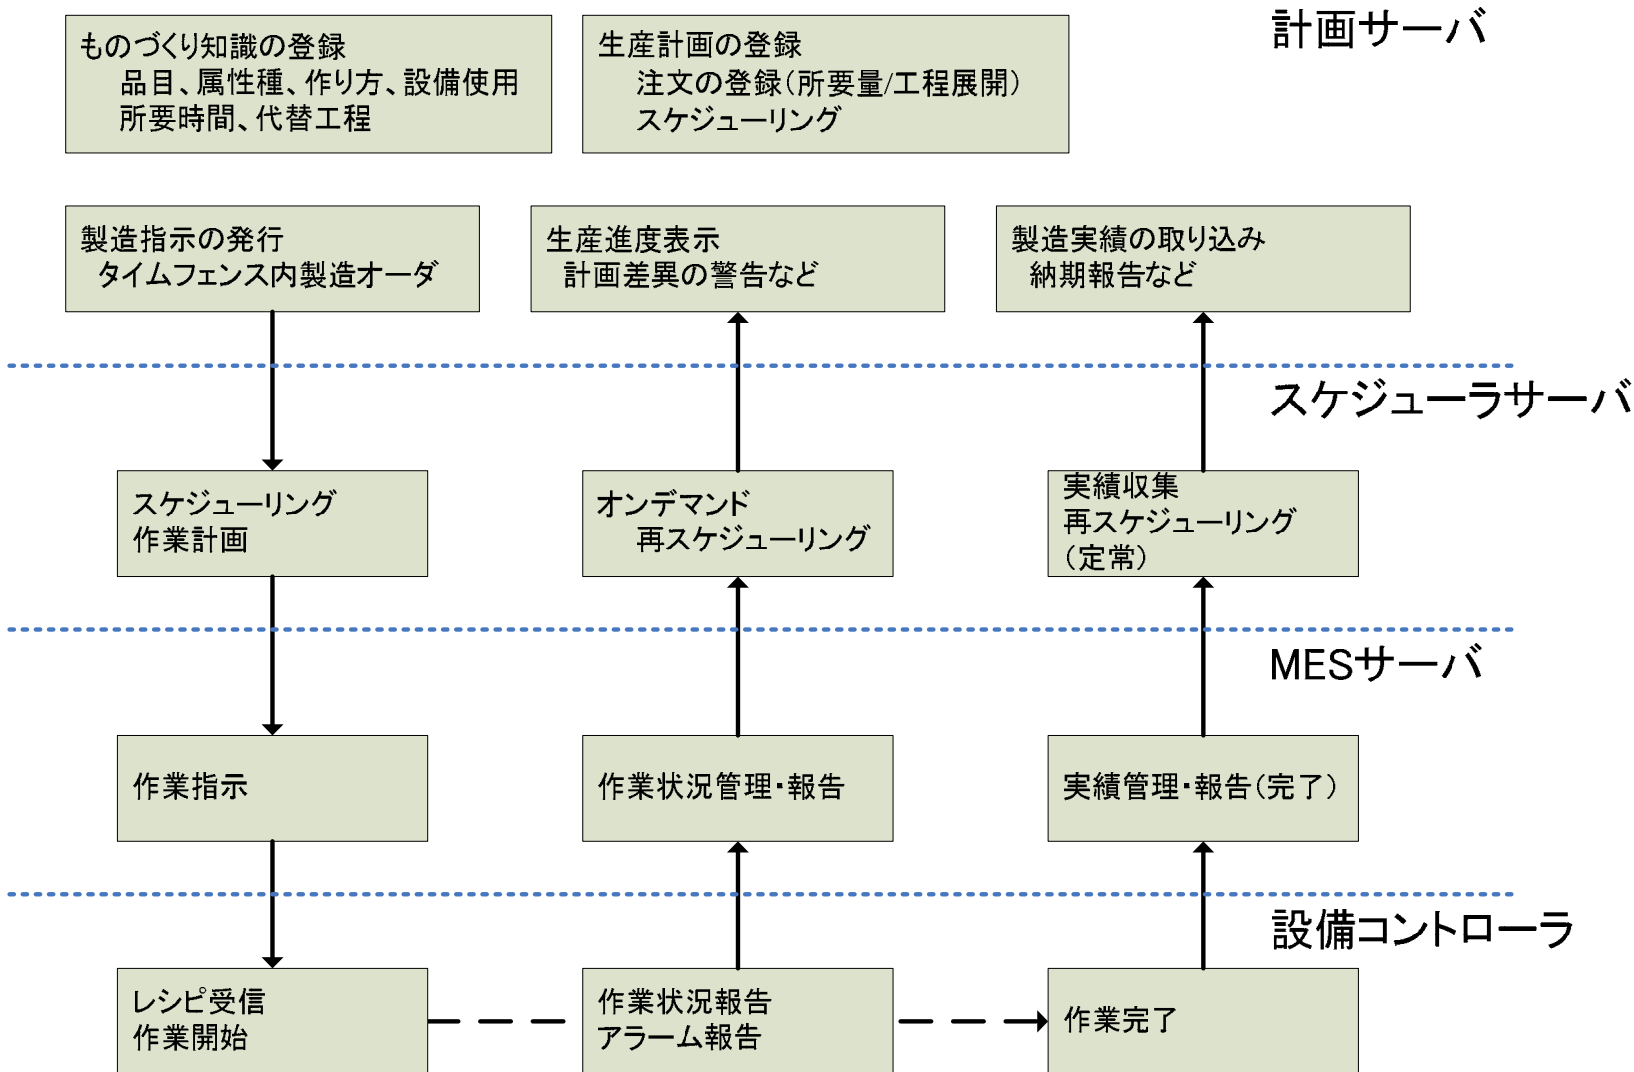 計画サーバ
ものづくり知識の登録
品目、属性種、作り方、設備使用
所要時間、代替工程
生産計画の登録
注文の登録(所要量/工程展開)
スケジューリング
製造指示の発行
タイムフェンス内製造オーダ
生産進度表示
計画差異の警告など
製造実績の取り込み
納期報告など
スケジューラサーバ
スケジューリング
作業計画
オンデマンド
再スケジューリング
実績収集
再スケジューリング
(定常)
MESサーバ
作業指示
作業状況管理・報告
実績管理・報告(完了)
設備コントローラ
レシピ受信
作業開始
作業状況報告
アラーム報告
作業完了